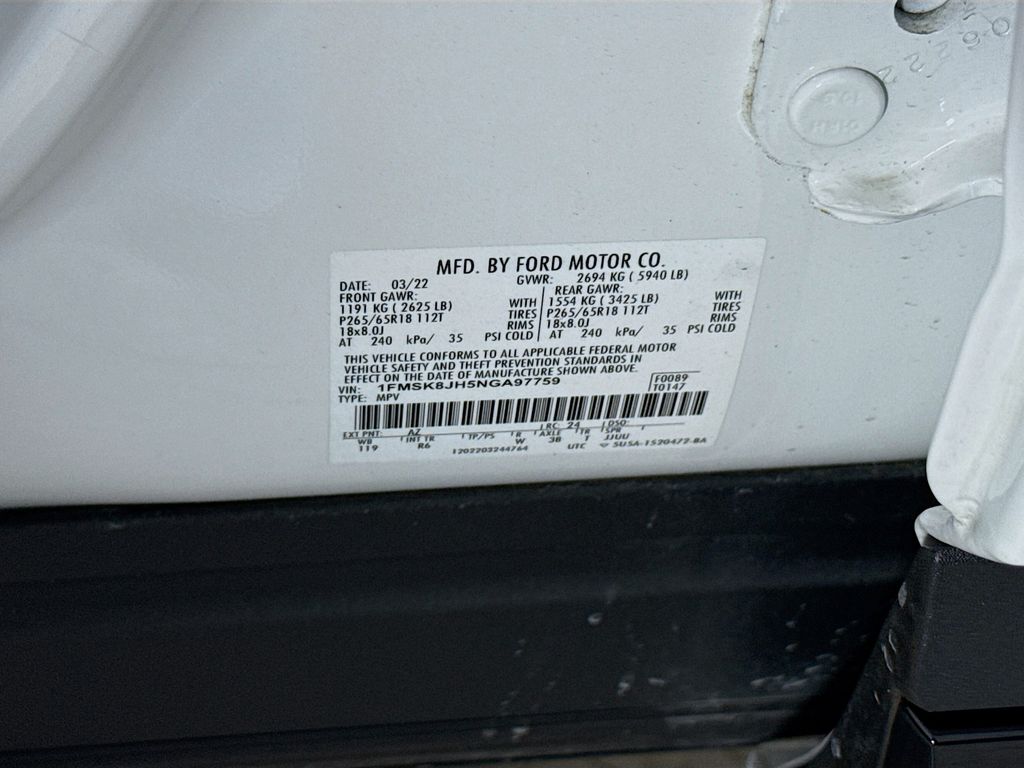 MFD. BY FORD MOTOR CO.
DATE: 03/22 GVWR: 2694 KG ( 5940 LB)
FRONT GAWR: REAR GAWR:
1191 KG ( 2625 LB) WITH 1554 KG ( 3425 LB) WITH
P265/65R18 112T TIRES P265/65R18 112T TIRES
18x8.0J RIMS 18x8.0J RIMS
AT 240 kPa/ 35 PSI COLD AT 240 kPa/ 35 PSI COLD
THIS VEHICLE CONFORMS TO ALL APPLICABLE FEDERAL MOTOR
VEHICLE SAFETY AND THEFT PREVENTION STANDARDS IN
EFFECT ON THE DATE OF MANUFACTURE SHOWN ABOVE.
VIN: 1FMSK8JH5NGA97759 F0089
TYPE: MPV T0147
EXT PNT: AZ RC: 24 DSO:
WB INT TR TP/PS R AXLE TR SPR
119 R6 W 3B T JJUU
1202203244764 UTC 5U5A-1520472-BA